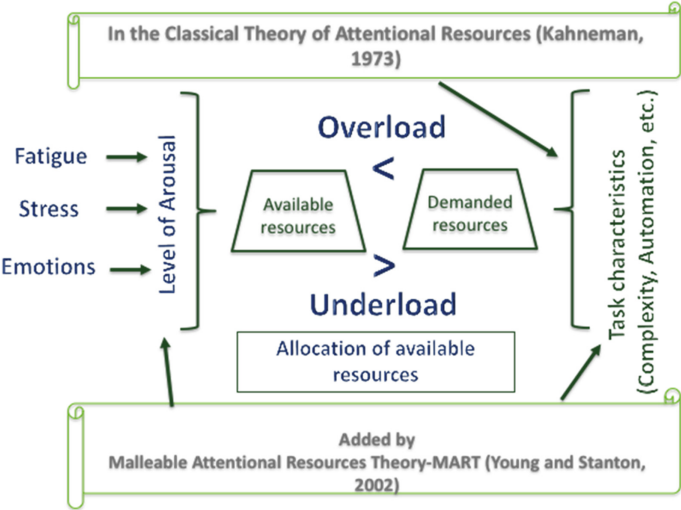 In the Classical Theory of Attentional Resources (Kahneman,
1973)
Fatigue
Stress
Emotions
Level of Arousal
Overload
<
Available
resources
Demanded
resources
>
Underload
Allocation of available
resources
Task characteristics
(Complexity, Automation, etc.)
Added by
Malleable Attentional Resources Theory-MART (Young and Stanton,
2002)